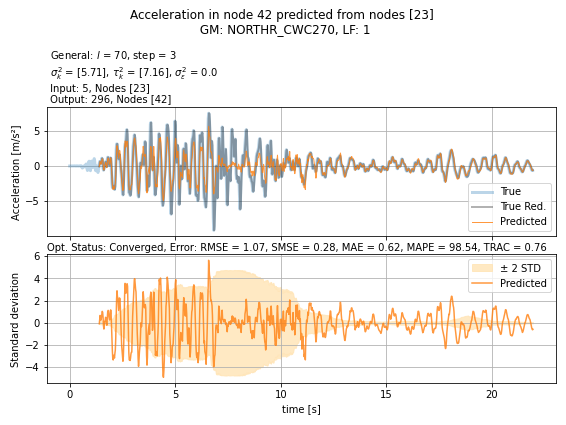 Acceleration in node 42 predicted from nodes [23]
GM: NORTHR_CWC270, LF: 1
General: l = 70, step = 3
σ²ₖ = [5.71], τ²ₖ = [7.16], σ²ε = 0.0
Input: 5, Nodes [23]
Output: 296, Nodes [42]
Acceleration [m/s²]
5
0
−5
True
True Red.
Predicted
Opt. Status: Converged, Error: RMSE = 1.07, SMSE = 0.28, MAE = 0.62, MAPE = 98.54, TRAC = 0.76
Standard deviation
6
4
2
0
−2
−4
± 2 STD
Predicted
0 5 10 15 20
time [s]